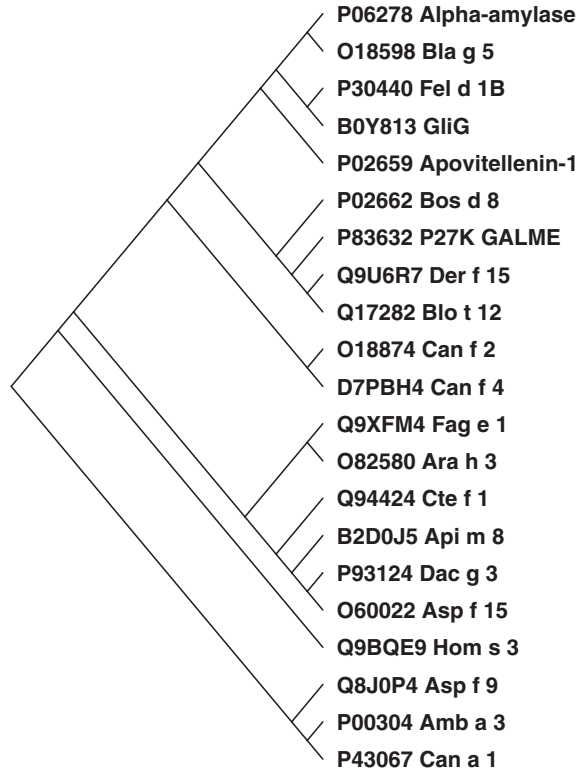 P06278 Alpha-amylase
O18598 Bla g 5
P30440 Fel d 1B
B0Y813 GliG
P02659 Apovitellenin-1
P02662 Bos d 8
P83632 P27K GALME
Q9U6R7 Der f 15
Q17282 Blo t 12
O18874 Can f 2
D7PBH4 Can f 4
Q9XFM4 Fag e 1
O82580 Ara h 3
Q94424 Cte f 1
B2D0J5 Api m 8
P93124 Dac g 3
O60022 Asp f 15
Q9BQE9 Hom s 3
Q8J0P4 Asp f 9
P00304 Amb a 3
P43067 Can a 1